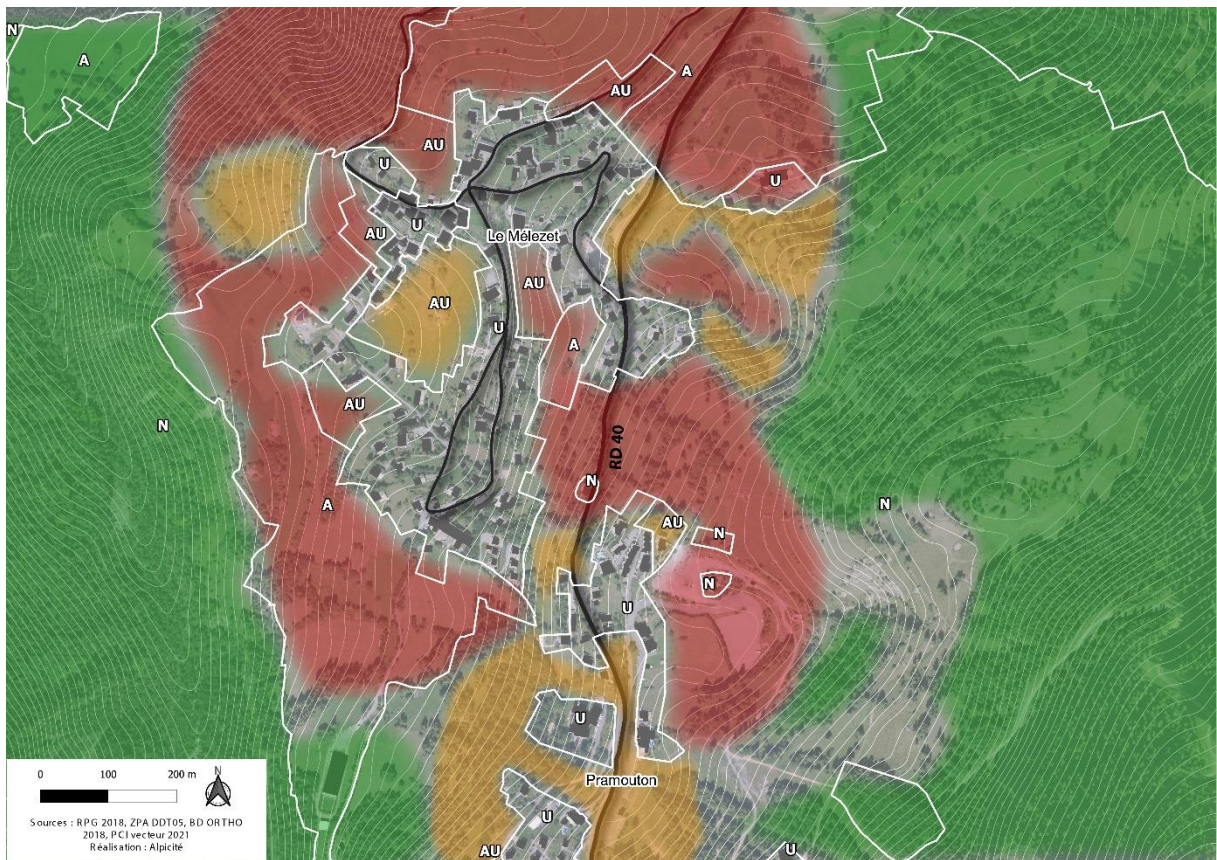 N
A
AU
A
AU
U
U
U
Le Mélezet
AU
AU
AU
U
A
AU
N
RD 40
A
N
N
AU
N
N
U
U
Pramouton
U
AU
U
0 100 200 m
N
Sources : RPG 2018, ZPA DDT05, BD ORTHO
2018, PCI vecteur 2021
Réalisation : Alpicité